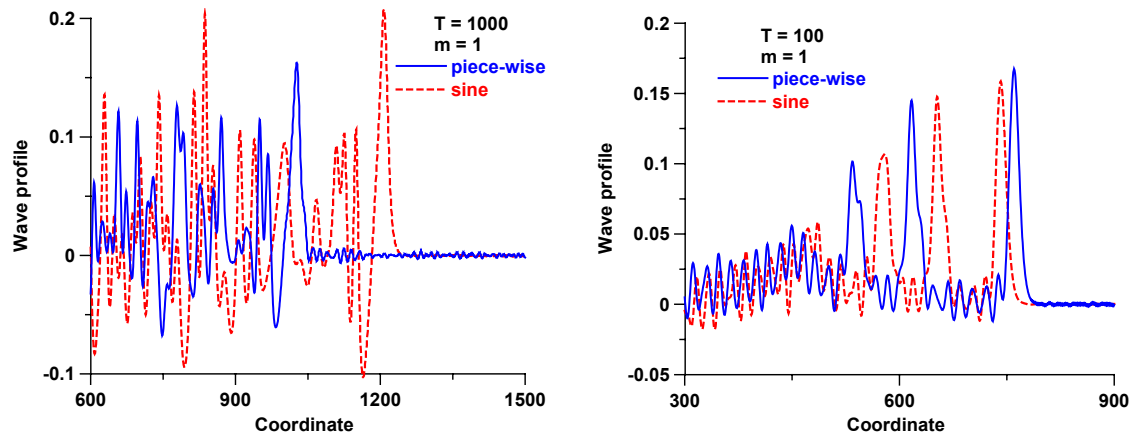 0.2
0.1
0
-0.1
600
900
1200
1500
Wave profile
Coordinate
T = 1000
m = 1
piece-wise
sine
0.2
0.15
0.1
0.05
0
-0.05
300
600
900
Wave profile
Coordinate
T = 100
m = 1
piece-wise
sine